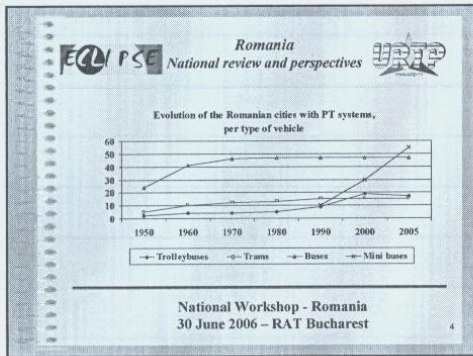 ECLIPSE
Romania
National review and perspectives
URTP
Evolution of the Romanian cities with PT systems,
per type of vehicle
60
50
40
30
20
10
0
1950 1960 1970 1980 1990 2000 2005
Trolleybuses Trams Buses Mini buses
National Workshop - Romania
30 June 2006 – RAT Bucharest
4